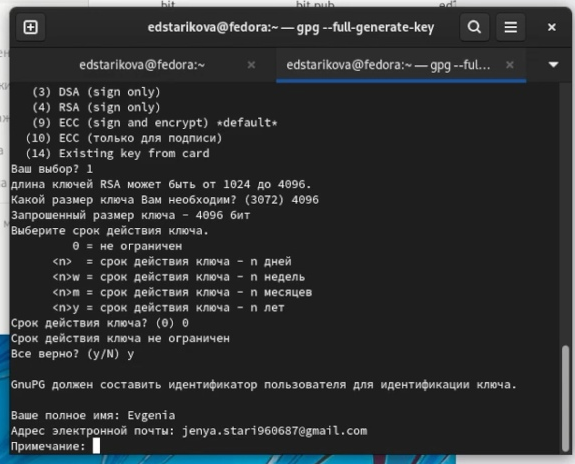 edstarikova@fedora:~ — gpg --full-generate-key
edstarikova@fedora:~
edstarikova@fedora:~ — gpg --ful...
(3) DSA (sign only)
(4) RSA (sign only)
(9) ECC (sign and encrypt) *default*
(10) ECC (только для подписи)
(14) Existing key from card
Ваш выбор? 1
длина ключей RSA может быть от 1024 до 4096.
Какой размер ключа Вам необходим? (3072) 4096
Запрошенный размер ключа - 4096 бит
Выберите срок действия ключа.
0 = не ограничен
<n> = срок действия ключа - n дней
<n>w = срок действия ключа - n недель
<n>m = срок действия ключа - n месяцев
<n>y = срок действия ключа - n лет
Срок действия ключа? (0) 0
Срок действия ключа не ограничен
Все верно? (y/N) y
GnuPG должен составить идентификатор пользователя для идентификации ключа.
Ваше полное имя: Evgenia
Адрес электронной почты: jenya.stari960687@gmail.com
Примечание: